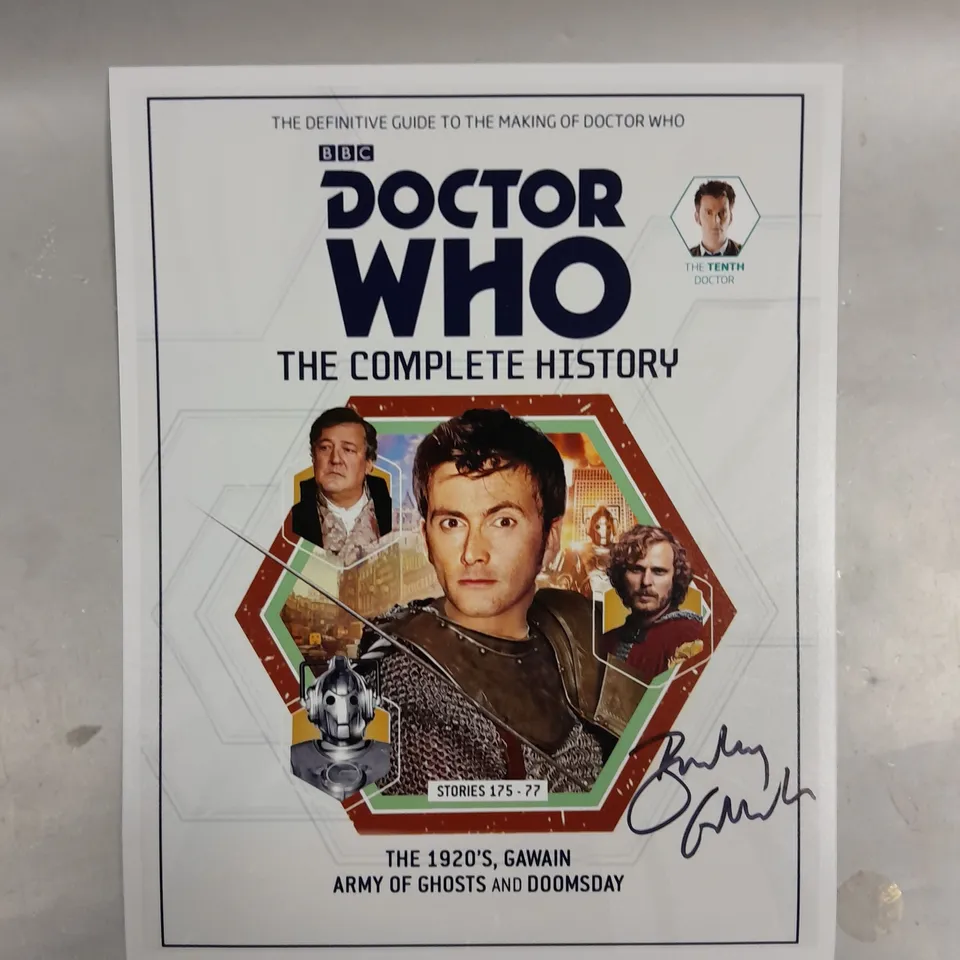 THE DEFINITIVE GUIDE TO THE MAKING OF DOCTOR WHO
BBC
DOCTOR
WHO
THE TENTH
DOCTOR
THE COMPLETE HISTORY
STORIES 175 - 77
THE 1920'S, GAWAIN
ARMY OF GHOSTS AND DOOMSDAY